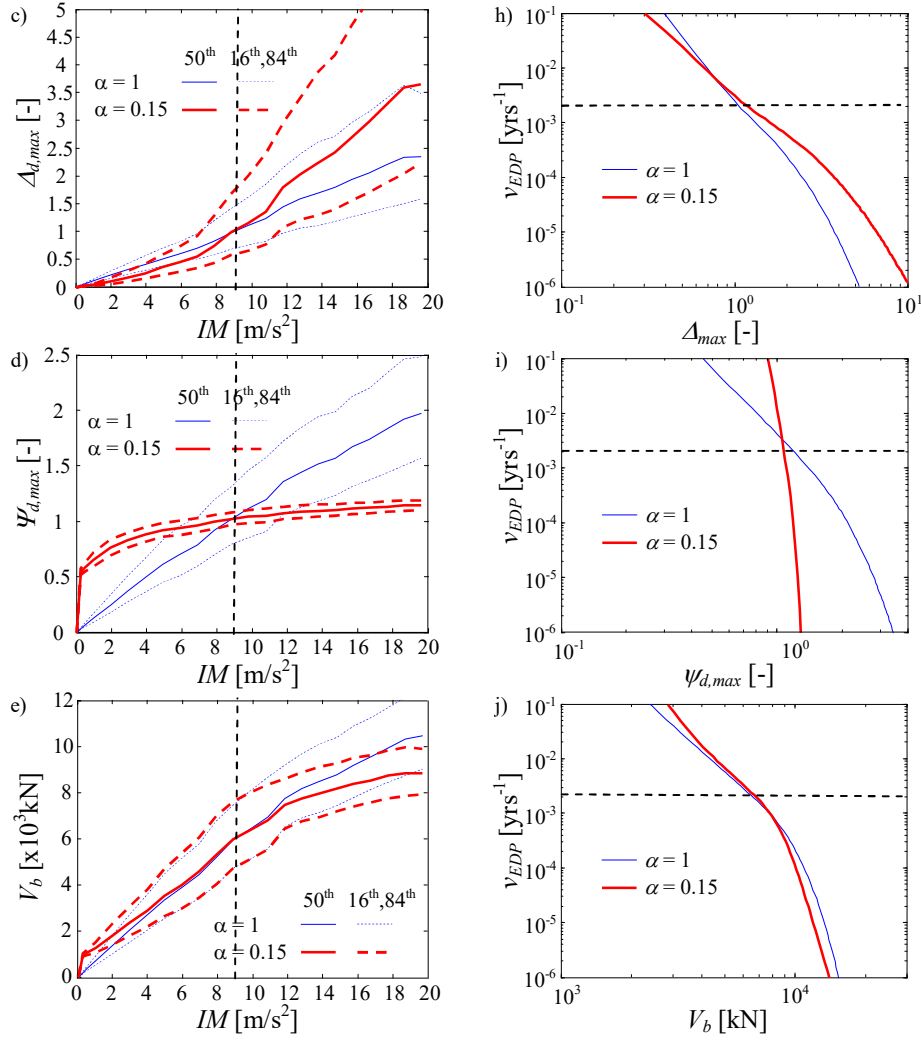 c)
5
4.5
4
3.5
3
2.5
2
1.5
1
0.5
0
Δd,max [-]
50th 16th,84th
α = 1
α = 0.15
0 2 4 6 8 10 12 14 16 18 20
IM [m/s²]
h)
10⁻¹
10⁻²
10⁻³
10⁻⁴
10⁻⁵
10⁻⁶
νEDP [yrs⁻¹]
α = 1
α = 0.15
10⁻¹ 10⁰ 10¹
Δmax [-]
d)
2.5
2
1.5
1
0.5
0
Ψd,max [-]
50th 16th,84th
α = 1
α = 0.15
0 2 4 6 8 10 12 14 16 18 20
IM [m/s²]
i)
10⁻¹
10⁻²
10⁻³
10⁻⁴
10⁻⁵
10⁻⁶
νEDP [yrs⁻¹]
α = 1
α = 0.15
10⁻¹ 10⁰
ψd,max [-]
e)
12
10
8
6
4
2
0
Vb [x10³kN]
50th 16th,84th
α = 1
α = 0.15
0 2 4 6 8 10 12 14 16 18 20
IM [m/s²]
j)
10⁻¹
10⁻²
10⁻³
10⁻⁴
10⁻⁵
10⁻⁶
νEDP [yrs⁻¹]
α = 1
α = 0.15
10³ 10⁴
Vb [kN]